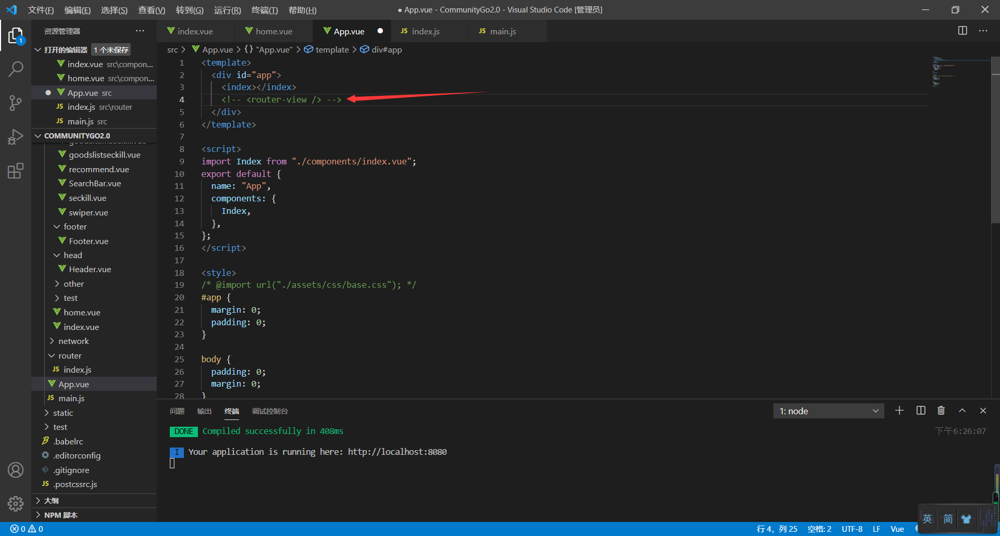 文件(F) 编辑(E) 选择(S) 查看(V) 转到(G) 运行(R) 终端(T) 帮助(H)
● App.vue - CommunityGo2.0 - Visual Studio Code [管理员]
资源管理器 ···
打开的编辑器 1 个未保存
index.vue src\compon...
home.vue src\compon...
App.vue src
index.js src\router
main.js src
COMMUNITYGO2.0
goodsitemseckill.vue
goodslistseckill.vue
recommend.vue
SearchBar.vue
seckill.vue
swiper.vue
footer
Footer.vue
head
Header.vue
other
test
home.vue
index.vue
network
router
JS index.js
App.vue
JS main.js
static
test
.babelrc
.editorconfig
.gitignore
JS .postcssrc.js
大纲
NPM 脚本
1
index.vue home.vue App.vue ● JS index.js JS main.js
src > App.vue > {} "App.vue" > template > div#app
1 <template>
2 <div id="app">
3 <index></index>
4 <!-- <router-view /> -->
5 </div>
6 </template>
7
8 <script>
9 import Index from "./components/index.vue";
10 export default {
11 name: "App",
12 components: {
13 Index,
14 },
15 };
16 </script>
17
18 <style>
19 /* @import url("./assets/css/base.css"); */
20 #app {
21 margin: 0;
22 padding: 0;
23 }
24
25 body {
26 padding: 0;
27 margin: 0;
28 }
问题 输出 终端 调试控制台
1: node
DONE Compiled successfully in 408ms 下午6:26:07
I Your application is running here: http://localhost:8080
英 简
0 0
行 4，列 25 空格: 2 UTF-8 LF Vue